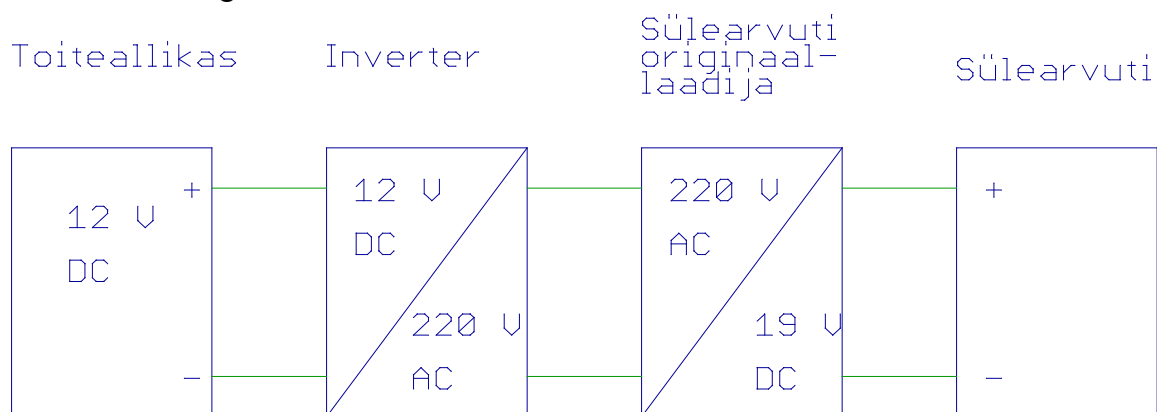 Toiteallikas
Inverter
Sülearvuti
originaal-
laadija
Sülearvuti
12 V
DC
+
-
12 V
DC
220 V
AC
220 V
AC
19 V
DC
+
-